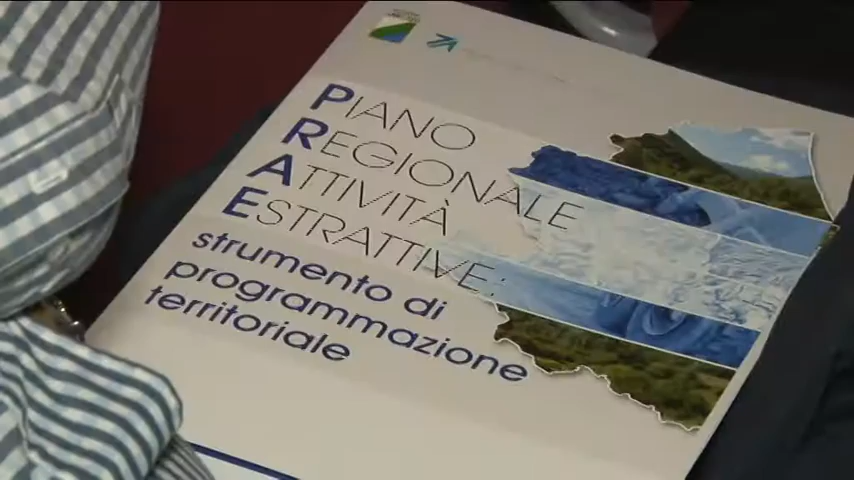 PIANO
REGIONALE
ATTIVITÀ
ESTRATTIVE:
strumento di
programmazione
territoriale